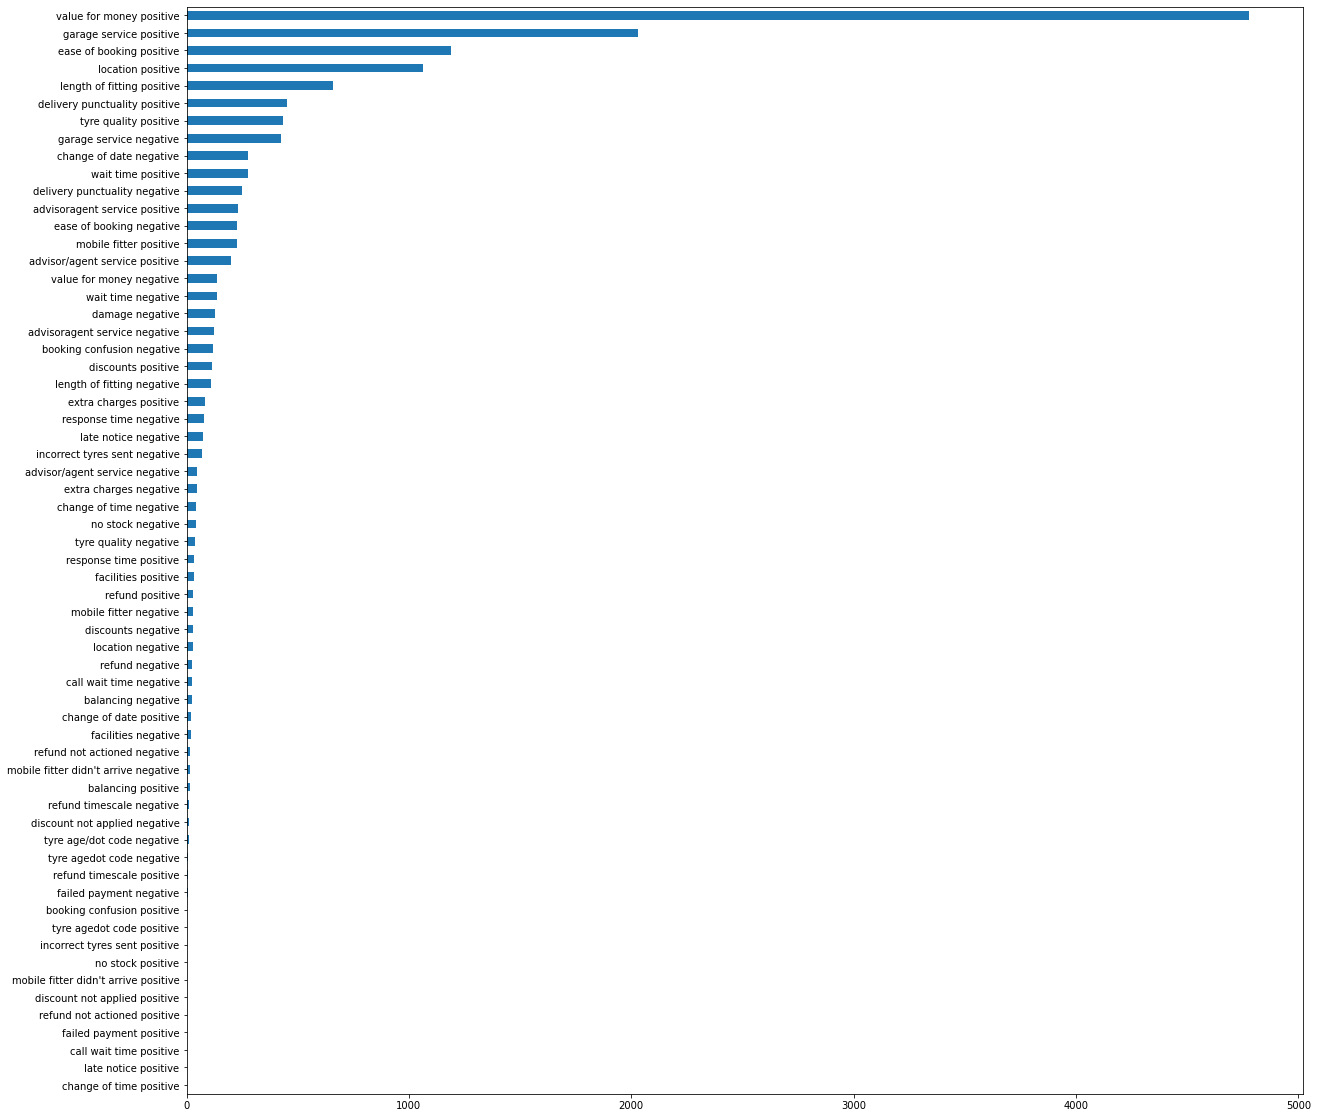 value for money positive
garage service positive
ease of booking positive
location positive
length of fitting positive
delivery punctuality positive
tyre quality positive
garage service negative
change of date negative
wait time positive
delivery punctuality negative
advisoragent service positive
ease of booking negative
mobile fitter positive
advisor/agent service positive
value for money negative
wait time negative
damage negative
advisoragent service negative
booking confusion negative
discounts positive
length of fitting negative
extra charges positive
response time negative
late notice negative
incorrect tyres sent negative
advisor/agent service negative
extra charges negative
change of time negative
no stock negative
tyre quality negative
response time positive
facilities positive
refund positive
mobile fitter negative
discounts negative
location negative
refund negative
call wait time negative
balancing negative
change of date positive
facilities negative
refund not actioned negative
mobile fitter didn't arrive negative
balancing positive
refund timescale negative
discount not applied negative
tyre age/dot code negative
tyre agedot code negative
refund timescale positive
failed payment negative
booking confusion positive
tyre agedot code positive
incorrect tyres sent positive
no stock positive
mobile fitter didn't arrive positive
discount not applied positive
refund not actioned positive
failed payment positive
call wait time positive
late notice positive
change of time positive
0 1000 2000 3000 4000 5000